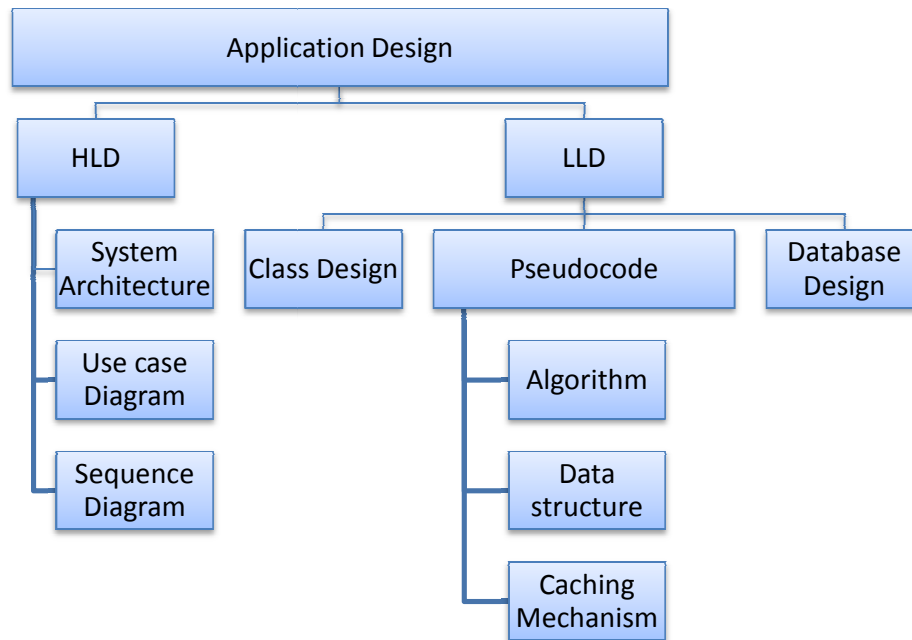 Application Design
HLD
LLD
System
Architecture
Class Design
Pseudocode
Database
Design
Use case
Diagram
Algorithm
Sequence
Diagram
Data
structure
Caching
Mechanism